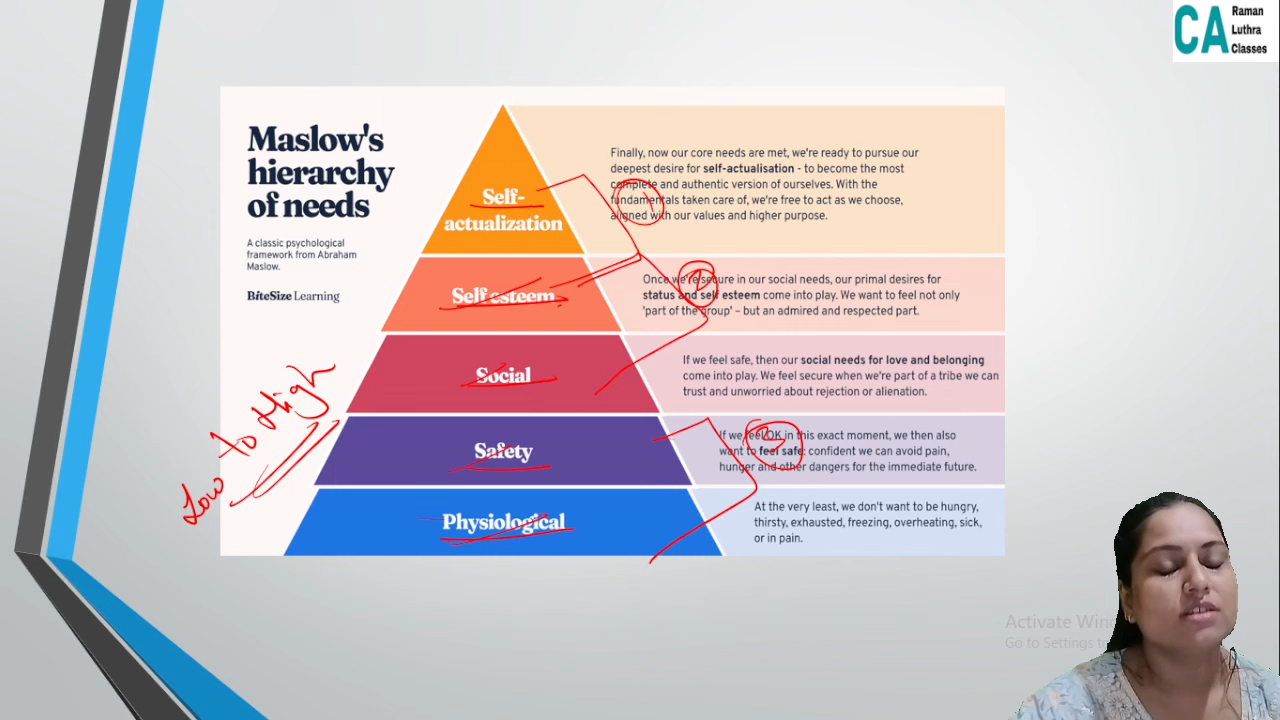 CA
Raman
Luthra
Classes
Maslow's
hierarchy
of needs
A classic psychological
framework from Abraham
Maslow.
BiteSize Learning
Self-
actualization
Finally, now our core needs are met, we're ready to pursue our
deepest desire for self-actualisation - to become the most
complete and authentic version of ourselves. With the
fundamentals taken care of, we're free to act as we choose,
aligned with our values and higher purpose.
1
Self esteem
Once we're secure in our social needs, our primal desires for
status and self esteem come into play. We want to feel not only
'part of the group' – but an admired and respected part.
2
Social
If we feel safe, then our social needs for love and belonging
come into play. We feel secure when we're part of a tribe we can
trust and unworried about rejection or alienation.
Low to High
Safety
If we feel OK in this exact moment, we then also
want to feel safe: confident we can avoid pain,
hunger and other dangers for the immediate future.
Physiological
At the very least, we don't want to be hungry,
thirsty, exhausted, freezing, overheating, sick,
or in pain.
Activate
Go to Settings